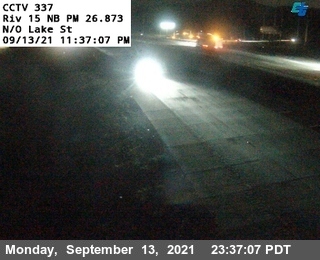 CCTV 337
Riv 15 NB PM 26.873
N/O Lake St
09/13/21 11:37:07 PM
Monday, September 13, 2021 23:37:07 PDT